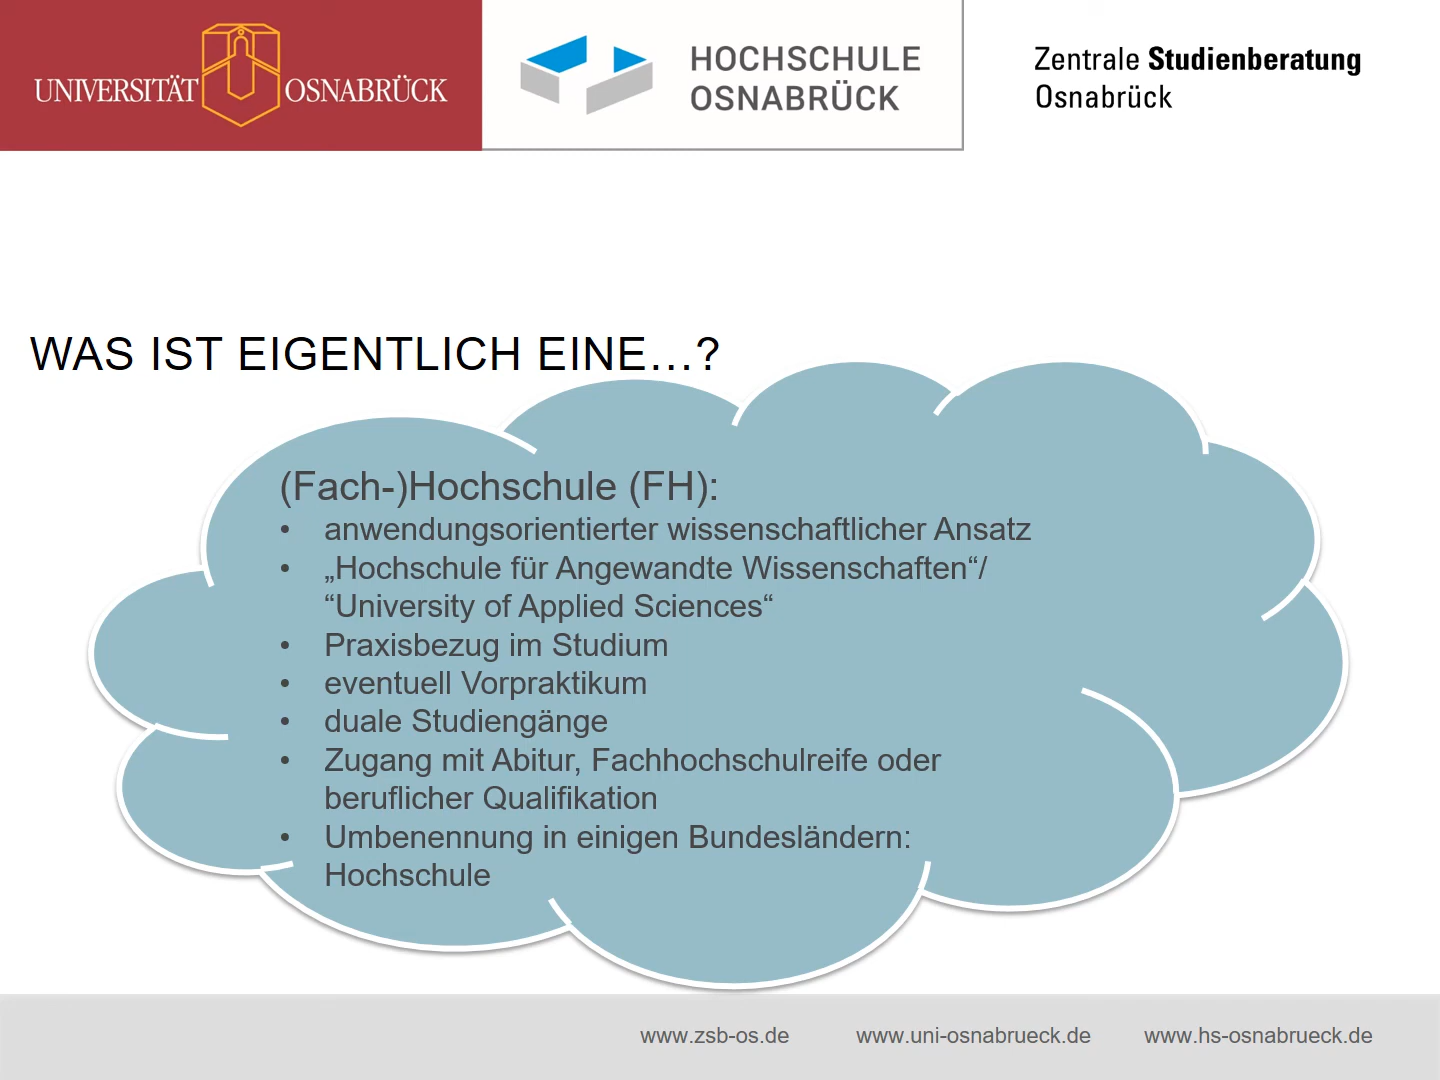 UNIVERSITÄT OSNABRÜCK
HOCHSCHULE
OSNABRÜCK
Zentrale Studienberatung
Osnabrück
WAS IST EIGENTLICH EINE…?
(Fach-)Hochschule (FH):
• anwendungsorientierter wissenschaftlicher Ansatz
• „Hochschule für Angewandte Wissenschaften“/
“University of Applied Sciences“
• Praxisbezug im Studium
• eventuell Vorpraktikum
• duale Studiengänge
• Zugang mit Abitur, Fachhochschulreife oder
beruflicher Qualifikation
• Umbenennung in einigen Bundesländern:
Hochschule
www.zsb-os.de www.uni-osnabrueck.de www.hs-osnabrueck.de